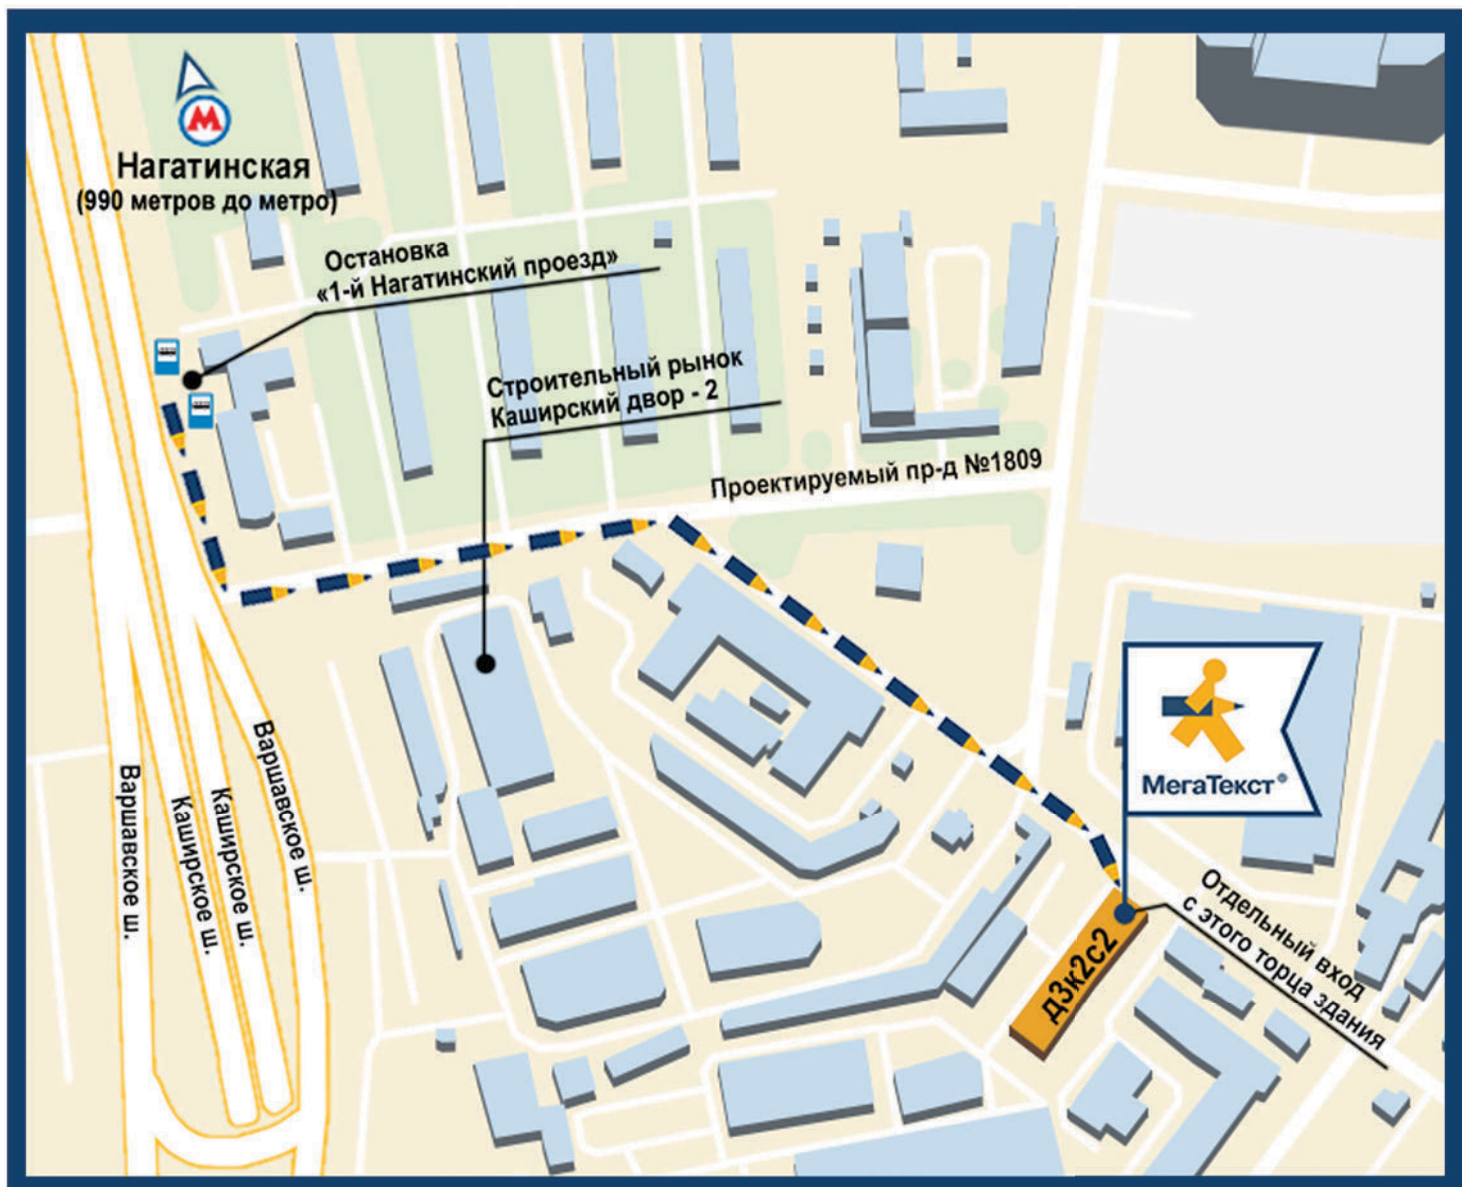 М
Нагатинская
(990 метров до метро)
Остановка
«1-й Нагатинский проезд»
Строительный рынок
Каширский двор - 2
Проектируемый пр-д №1809
Варшавское ш.
Каширское ш.
Каширское ш.
Варшавское ш.
МегаТекст®
Отдельный вход
с этого торца здания
д3к2с2